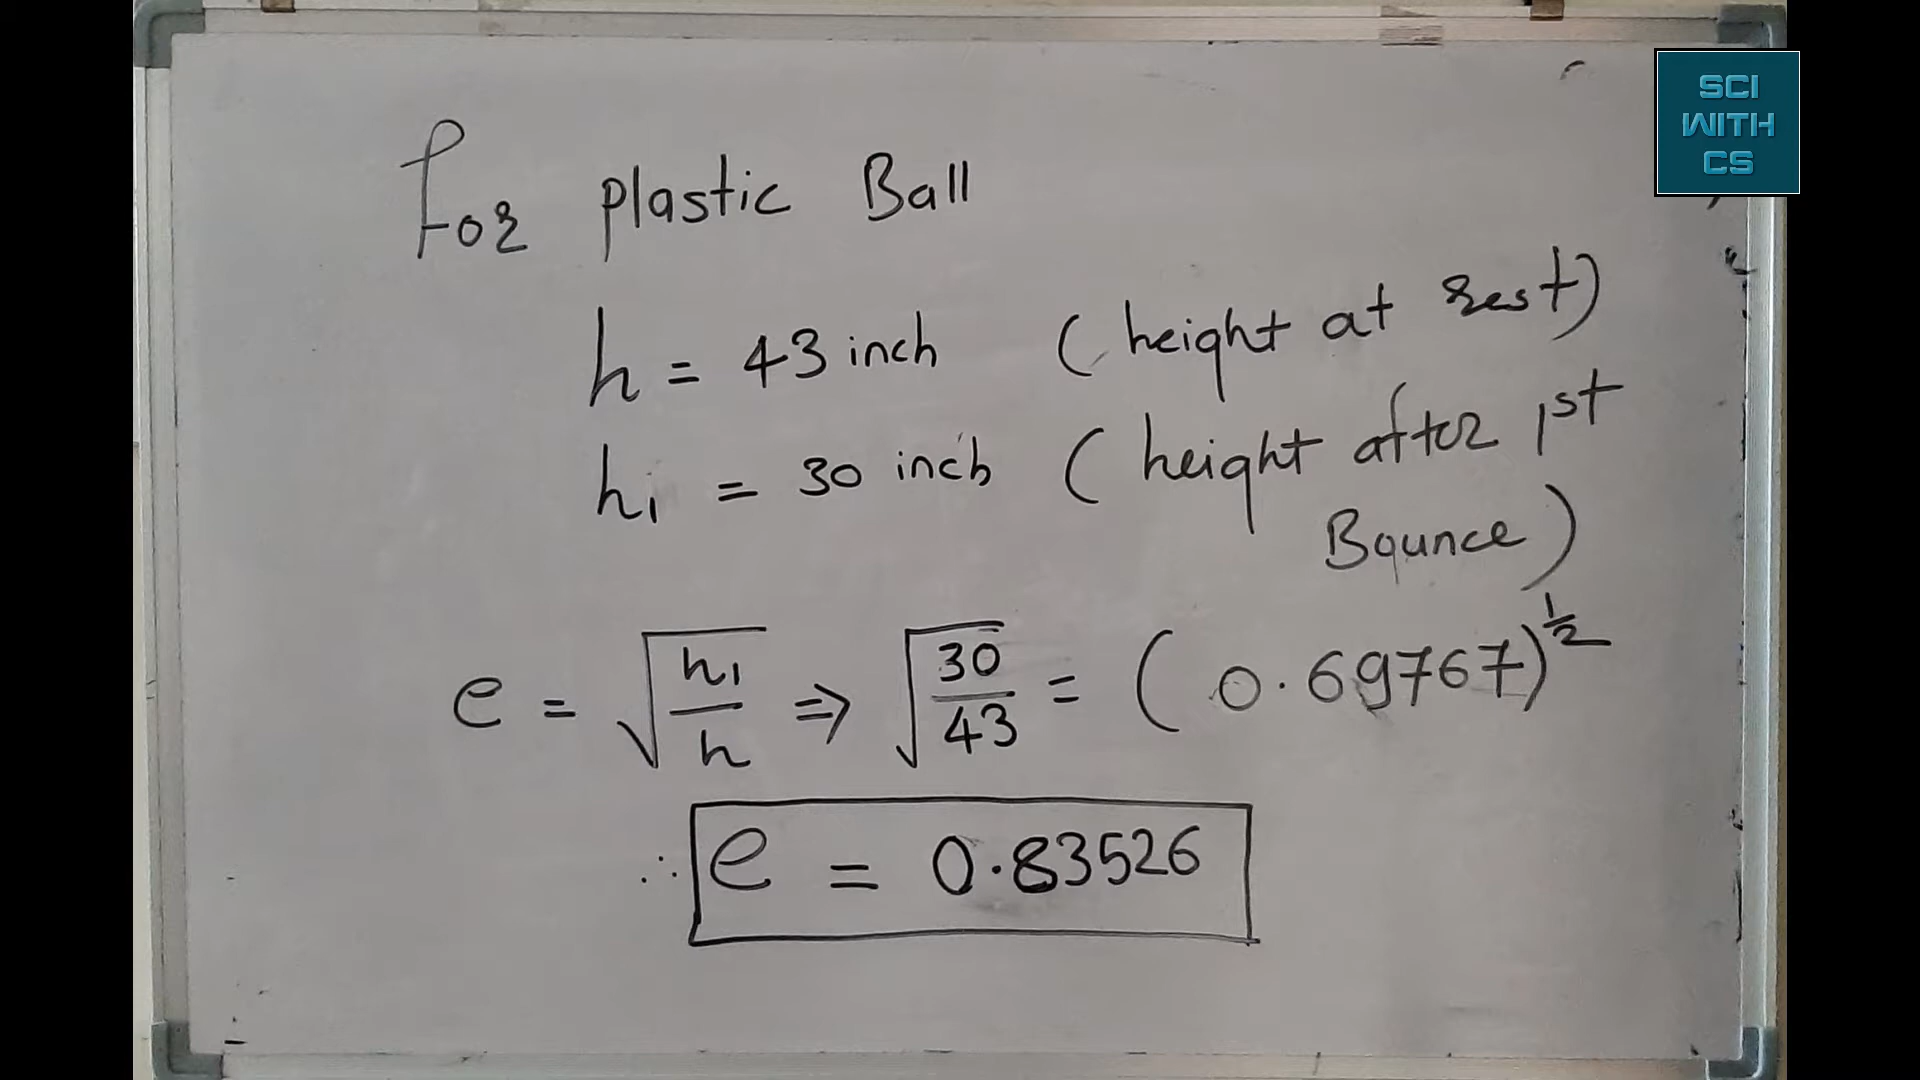 SCI
WITH
CS
For plastic Ball
h = 43 inch (height at rest)
h₁ = 30 inch (height after 1st
Bounce)
e = √(h₁/h) ⇒ √(30/43) = (0.69767)^½
∴ e = 0.83526